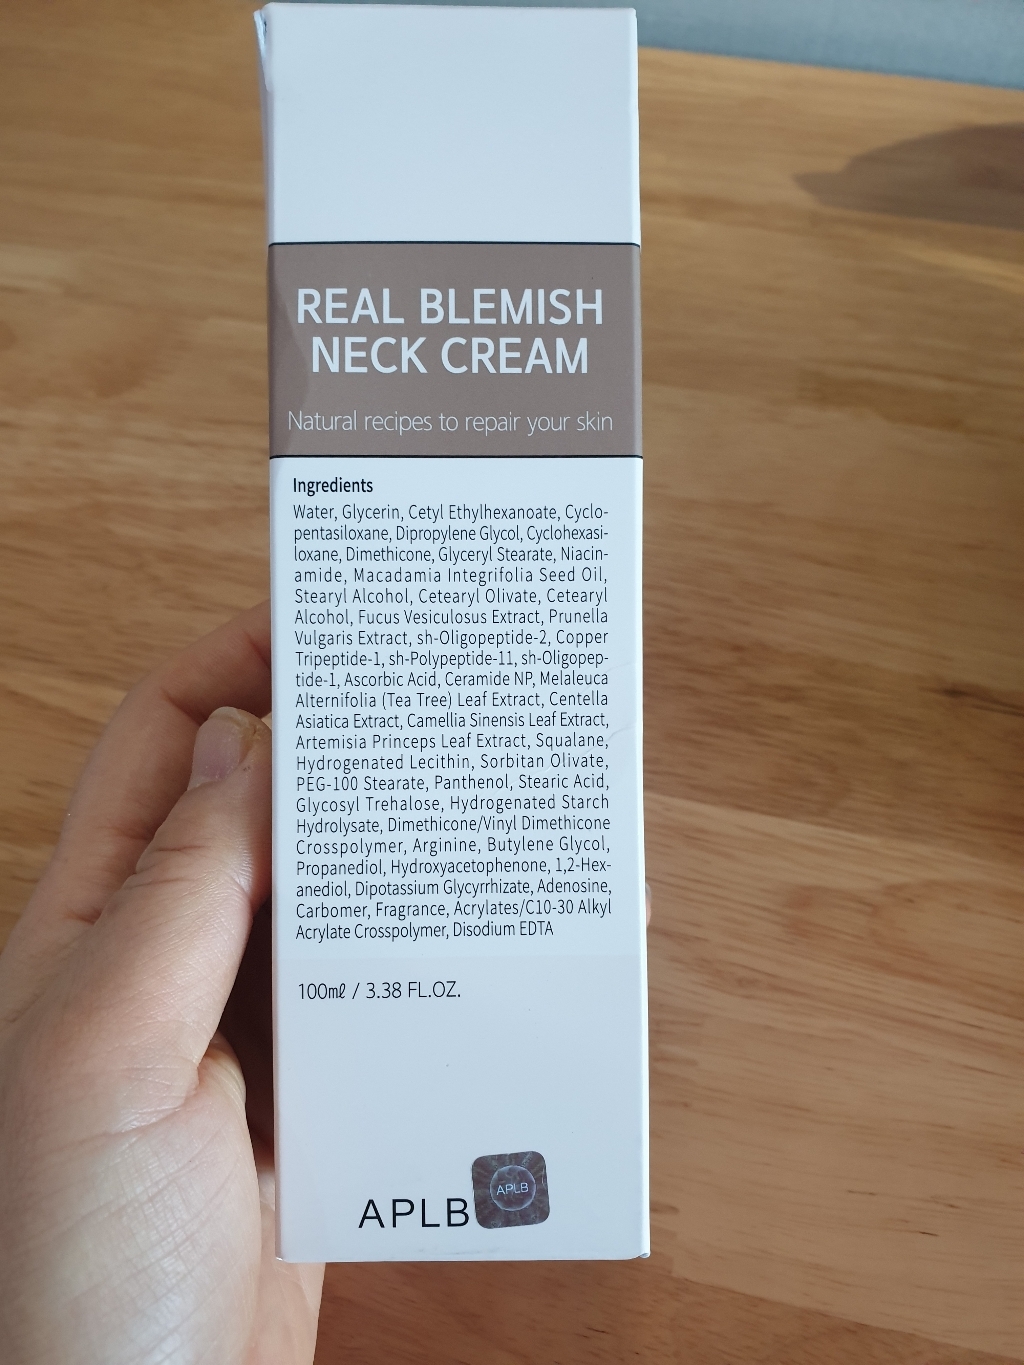 REAL BLEMISH
NECK CREAM
Natural recipes to repair your skin
Ingredients
Water, Glycerin, Cetyl Ethylhexanoate, Cyclo-
pentasiloxane, Dipropylene Glycol, Cyclohexasi-
loxane, Dimethicone, Glyceryl Stearate, Niacin-
amide, Macadamia Integrifolia Seed Oil,
Stearyl Alcohol, Cetearyl Olivate, Cetearyl
Alcohol, Fucus Vesiculosus Extract, Prunella
Vulgaris Extract, sh-Oligopeptide-2, Copper
Tripeptide-1, sh-Polypeptide-11, sh-Oligopep-
tide-1, Ascorbic Acid, Ceramide NP, Melaleuca
Alternifolia (Tea Tree) Leaf Extract, Centella
Asiatica Extract, Camellia Sinensis Leaf Extract,
Artemisia Princeps Leaf Extract, Squalane,
Hydrogenated Lecithin, Sorbitan Olivate,
PEG-100 Stearate, Panthenol, Stearic Acid,
Glycosyl Trehalose, Hydrogenated Starch
Hydrolysate, Dimethicone/Vinyl Dimethicone
Crosspolymer, Arginine, Butylene Glycol,
Propanediol, Hydroxyacetophenone, 1,2-Hex-
anediol, Dipotassium Glycyrrhizate, Adenosine,
Carbomer, Fragrance, Acrylates/C10-30 Alkyl
Acrylate Crosspolymer, Disodium EDTA
100㎖ / 3.38 FL.OZ.
APLB
APLB